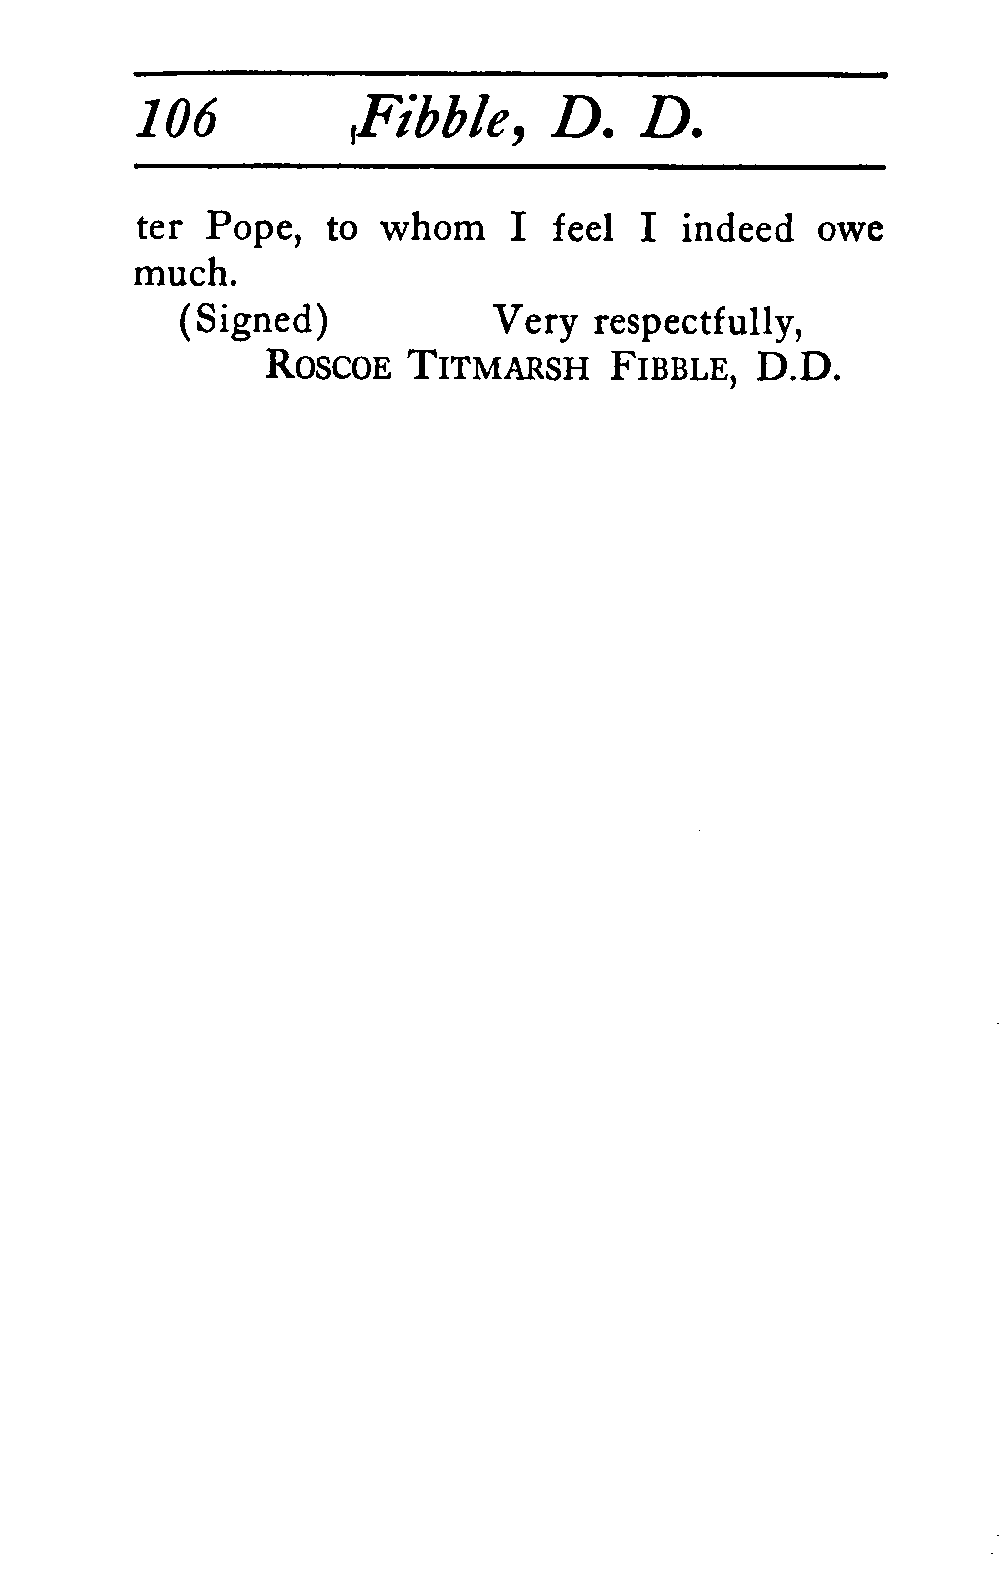 106 Fibble, D. D.
ter Pope, to whom I feel I indeed owe
much.
(Signed) Very respectfully,
ROSCOE TITMARSH FIBBLE, D.D.